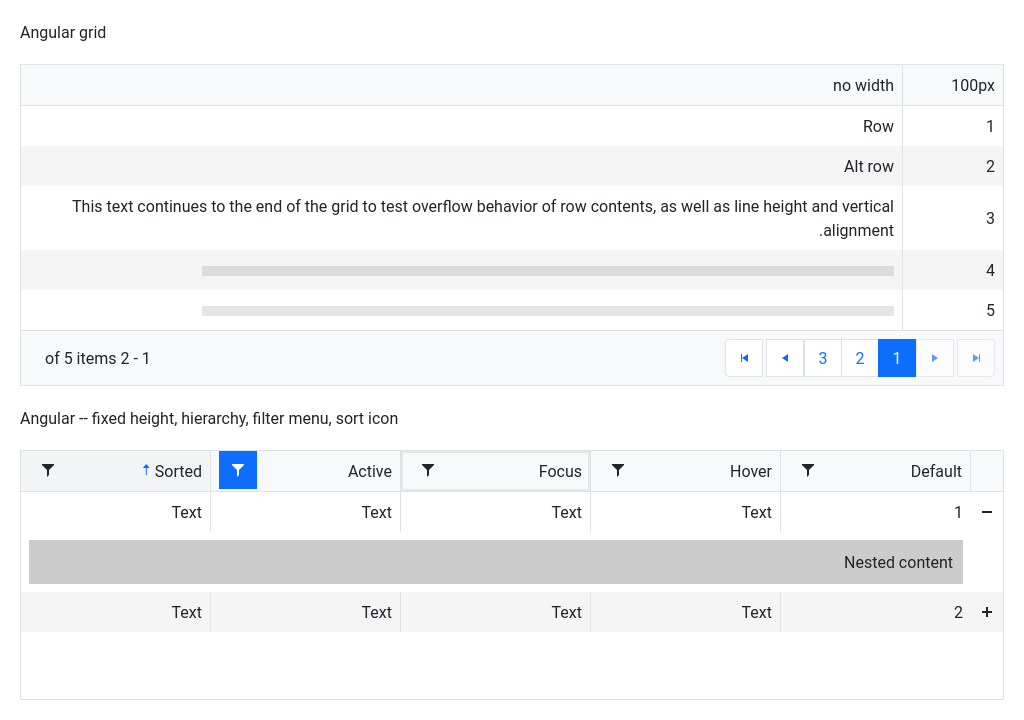 Angular grid
no width 100px
Row 1
Alt row 2
This text continues to the end of the grid to test overflow behavior of row contents, as well as line height and vertical
.alignment
3
4
5
of 5 items 2 - 1 3 2 1
Angular -- fixed height, hierarchy, filter menu, sort icon
Sorted Active Focus Hover Default
Text Text Text Text 1
Nested content
Text Text Text Text 2